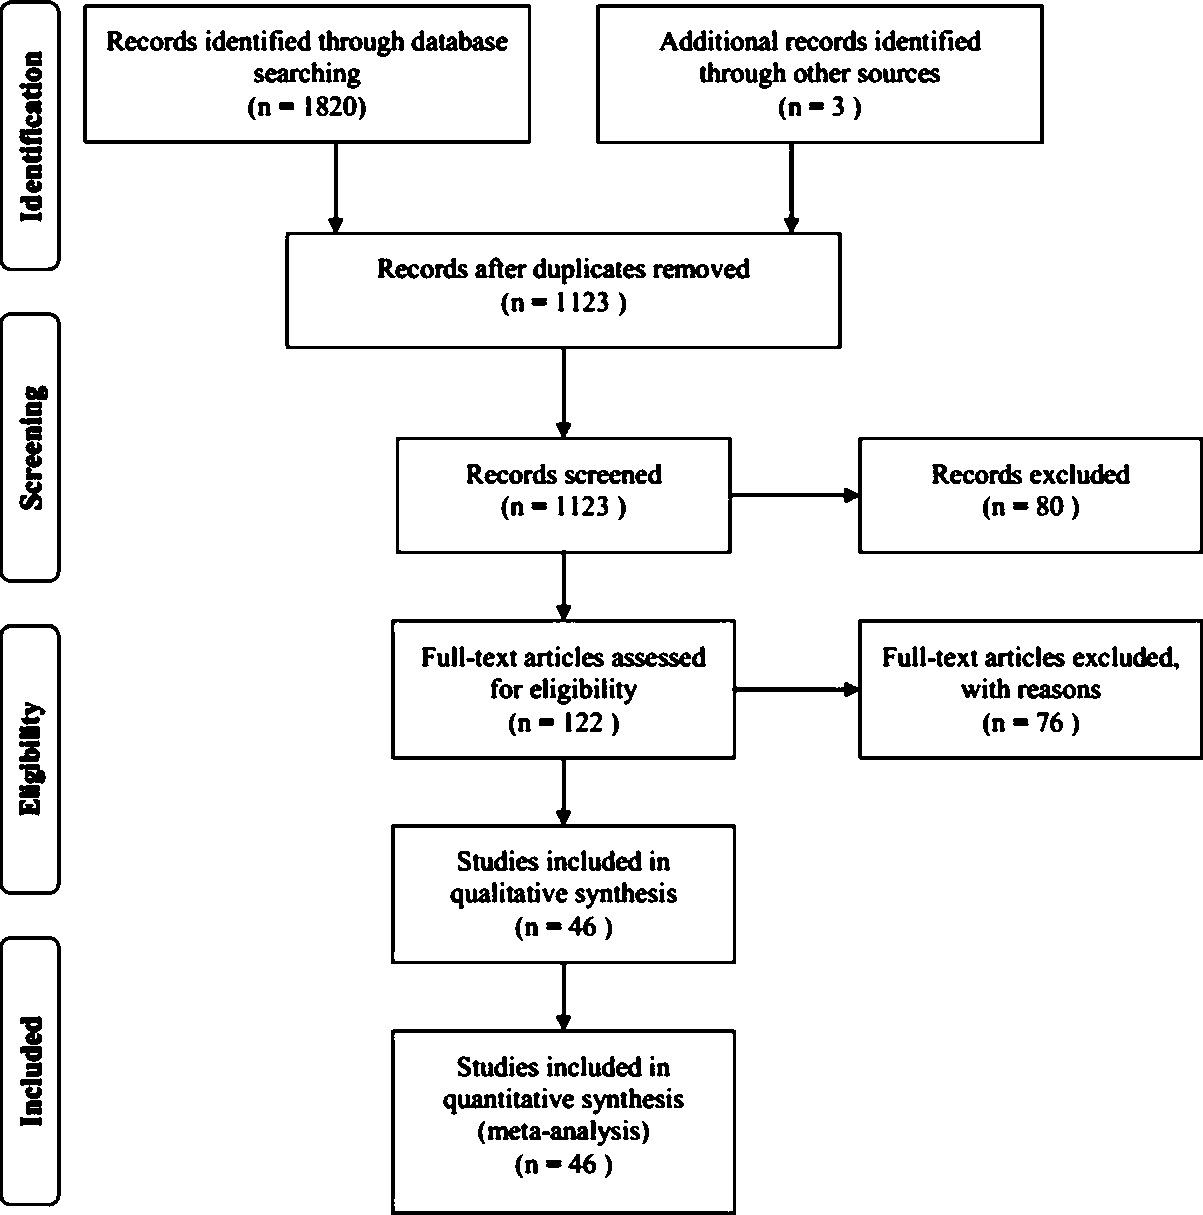 Identification
Records identified through database
searching
(n = 1820)
Additional records identified
through other sources
(n = 3 )
Records after duplicates removed
(n = 1123 )
Screening
Records screened
(n = 1123 )
Records excluded
(n = 80 )
Eligibility
Full-text articles assessed
for eligibility
(n = 122 )
Full-text articles excluded,
with reasons
(n = 76 )
Studies included in
qualitative synthesis
(n = 46 )
Included
Studies included in
quantitative synthesis
(meta-analysis)
(n = 46 )